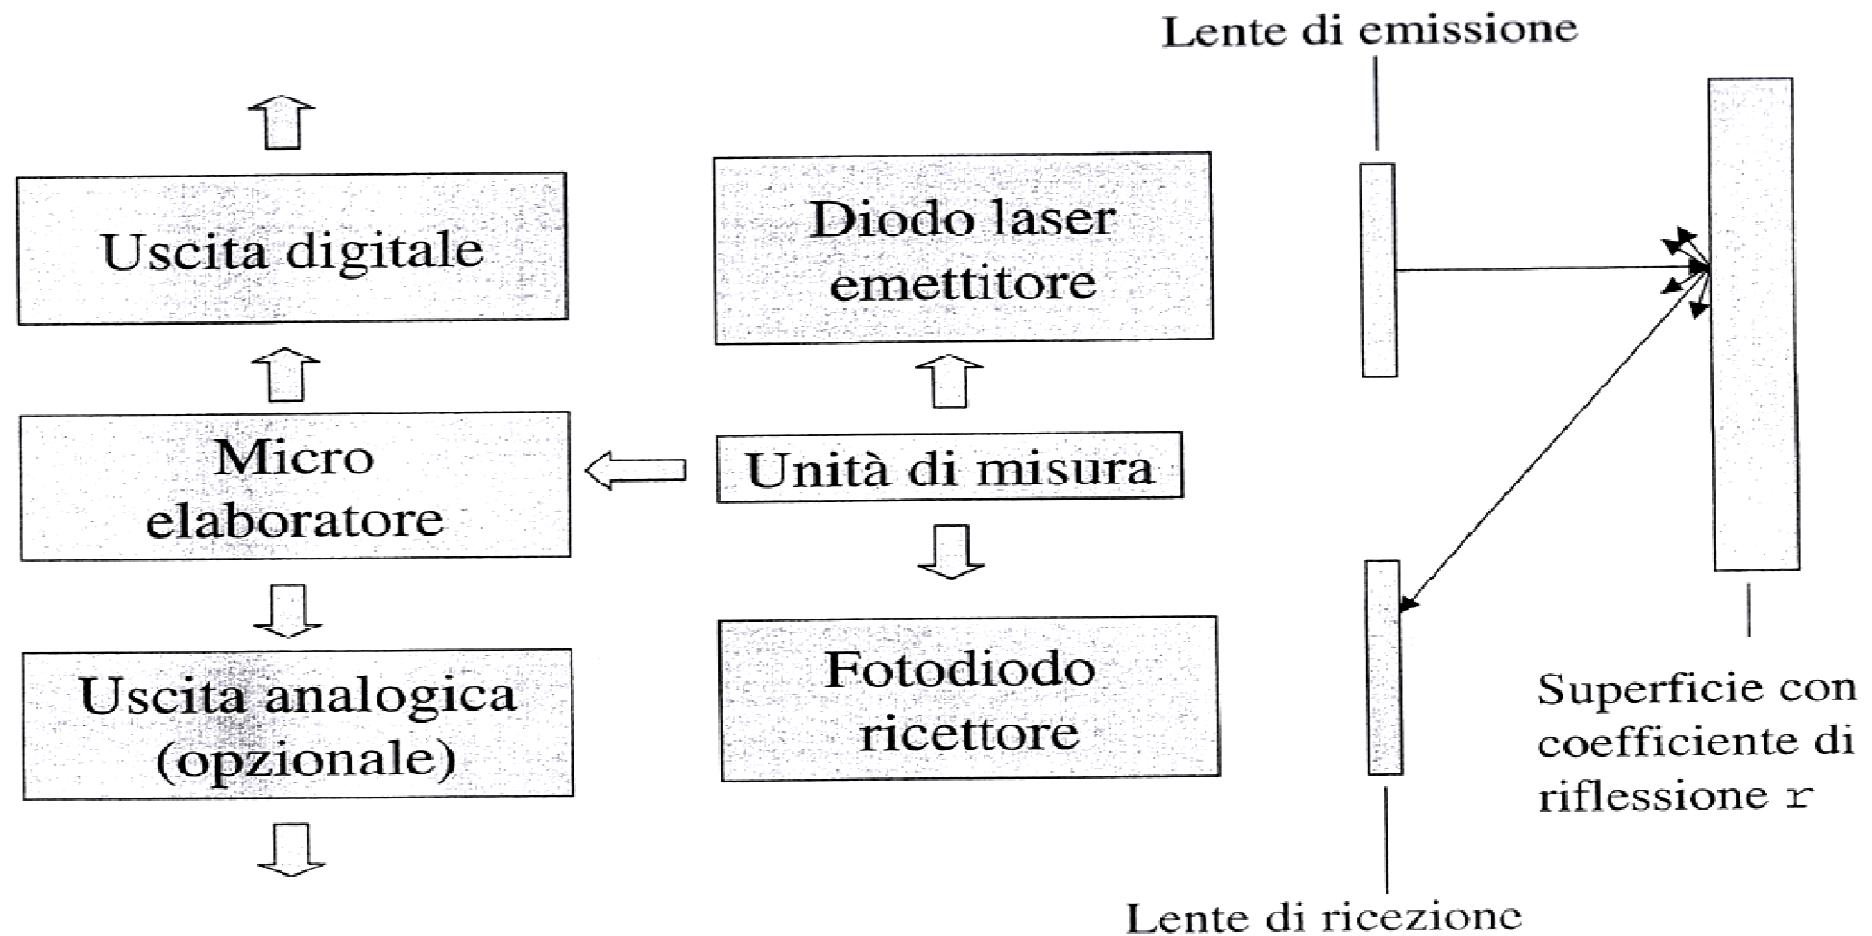 Lente di emissione
Uscita digitale
Diodo laser
emettitore
Micro
elaboratore
Unità di misura
Uscita analogica
(opzionale)
Fotodiodo
ricettore
Superficie con
coefficiente di
riflessione r
Lente di ricezione